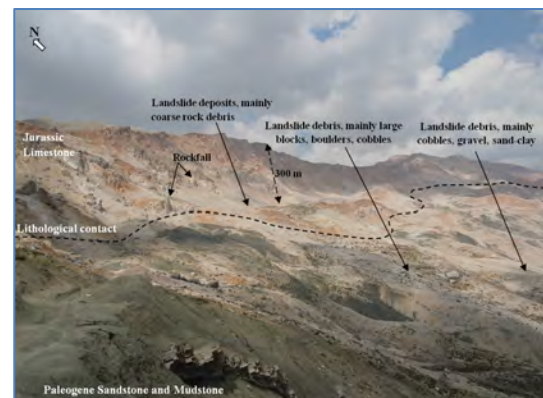 N
Landslide deposits, mainly
coarse rock debris
Landslide debris, mainly large
blocks, boulders, cobbles
Landslide debris, mainly
cobbles, gravel, sand-clay
Jurassic
Limestone
Rockfall
300 m
Lithological contact
Paleogene Sandstone and Mudstone